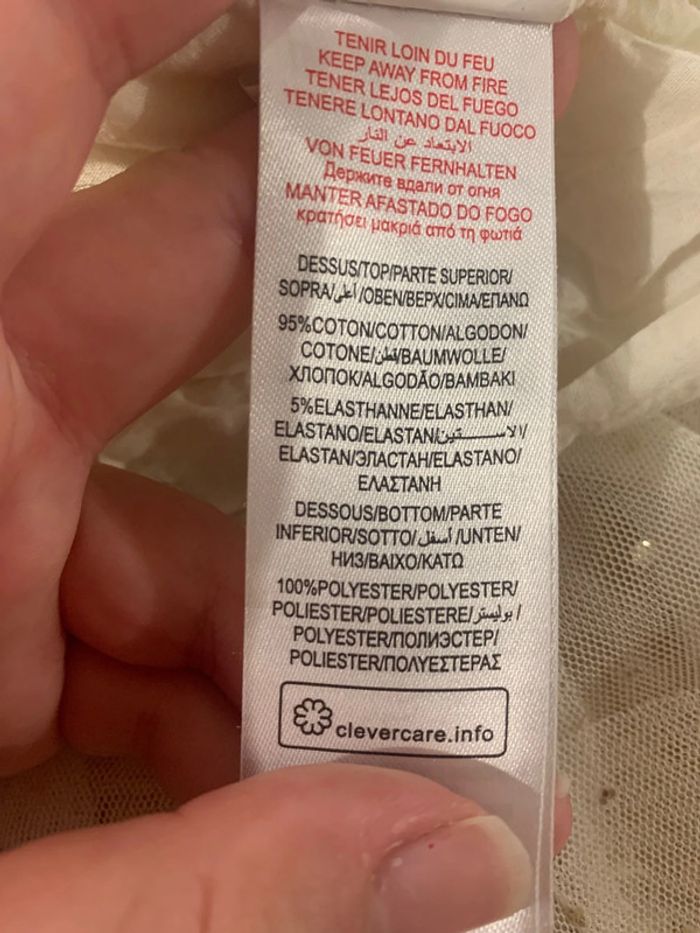 TENIR LOIN DU FEU
KEEP AWAY FROM FIRE
TENER LEJOS DEL FUEGO
TENERE LONTANO DAL FUOCO
الابتعاد عن النار
VON FEUER FERNHALTEN
Держите вдали от огня
MANTER AFASTADO DO FOGO
κρατήσει μακριά από τη φωτιά
DESSUS/TOP/PARTE SUPERIOR/
SOPRA/أعلى/OBEN/ВЕРХ/CIMA/ΕΠΑΝΩ
95%COTON/COTTON/ALGODON/
COTONE/قطن/BAUMWOLLE/
ХЛОПОК/ALGODÃO/ΒΑΜΒΑΚΙ
5%ELASTHANNE/ELASTHAN/
ELASTANO/ELASTAN/الاســـــتين/
ELASTAN/ЭЛАСТАН/ELASTANO/
ΕΛΑΣΤΑΝΗ
DESSOUS/BOTTOM/PARTE
INFERIOR/SOTTO/أسفل/UNTEN/
НИЗ/BAIXO/ΚΑΤΩ
100%POLYESTER/POLYESTER/
POLIESTER/POLIESTERE/بوليستر/
POLYESTER/ПОЛИЭСТЕР/
POLIESTER/ΠΟΛΥΕΣΤΕΡΑΣ
clevercare.info